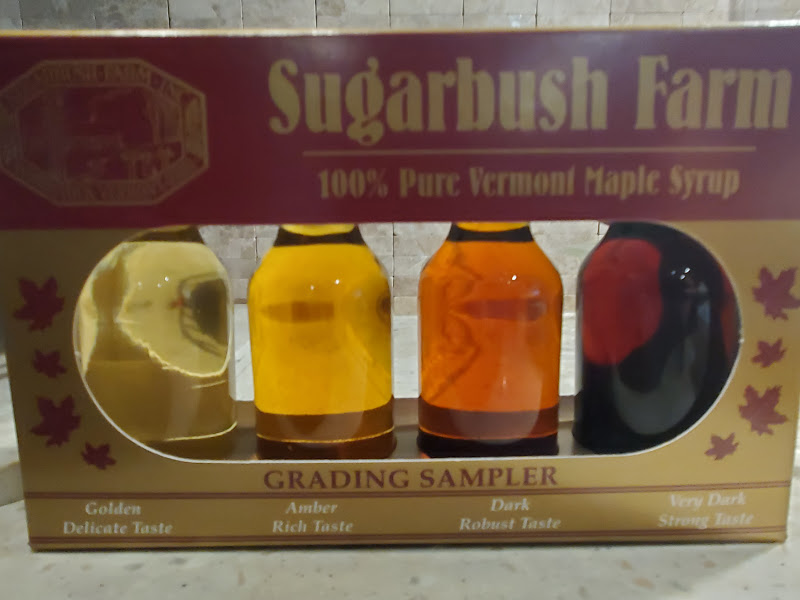 Sugarbush Farm
100% Pure Vermont Maple Syrup
GRADING SAMPLER
Golden
Delicate Taste
Amber
Rich Taste
Dark
Robust Taste
Very Dark
Strong Taste